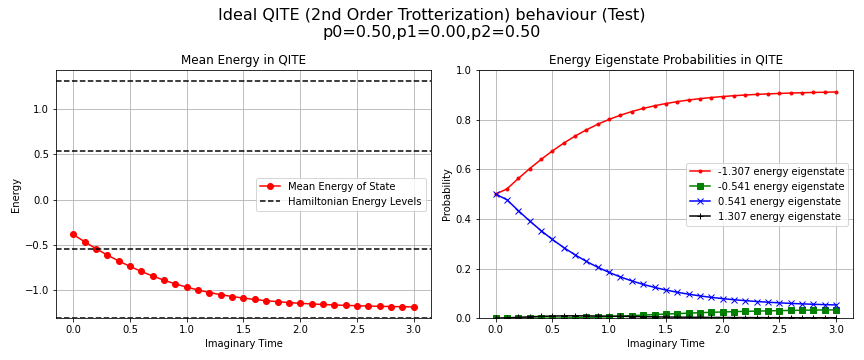 Ideal QITE (2nd Order Trotterization) behaviour (Test)
p0=0.50,p1=0.00,p2=0.50
Mean Energy in QITE
Energy
1.0
0.5
0.0
−0.5
−1.0
0.0 0.5 1.0 1.5 2.0 2.5 3.0
Imaginary Time
Mean Energy of State
Hamiltonian Energy Levels
Energy Eigenstate Probabilities in QITE
Probability
1.0
0.8
0.6
0.4
0.2
0.0
0.0 0.5 1.0 1.5 2.0 2.5 3.0
Imaginary Time
-1.307 energy eigenstate
-0.541 energy eigenstate
0.541 energy eigenstate
1.307 energy eigenstate